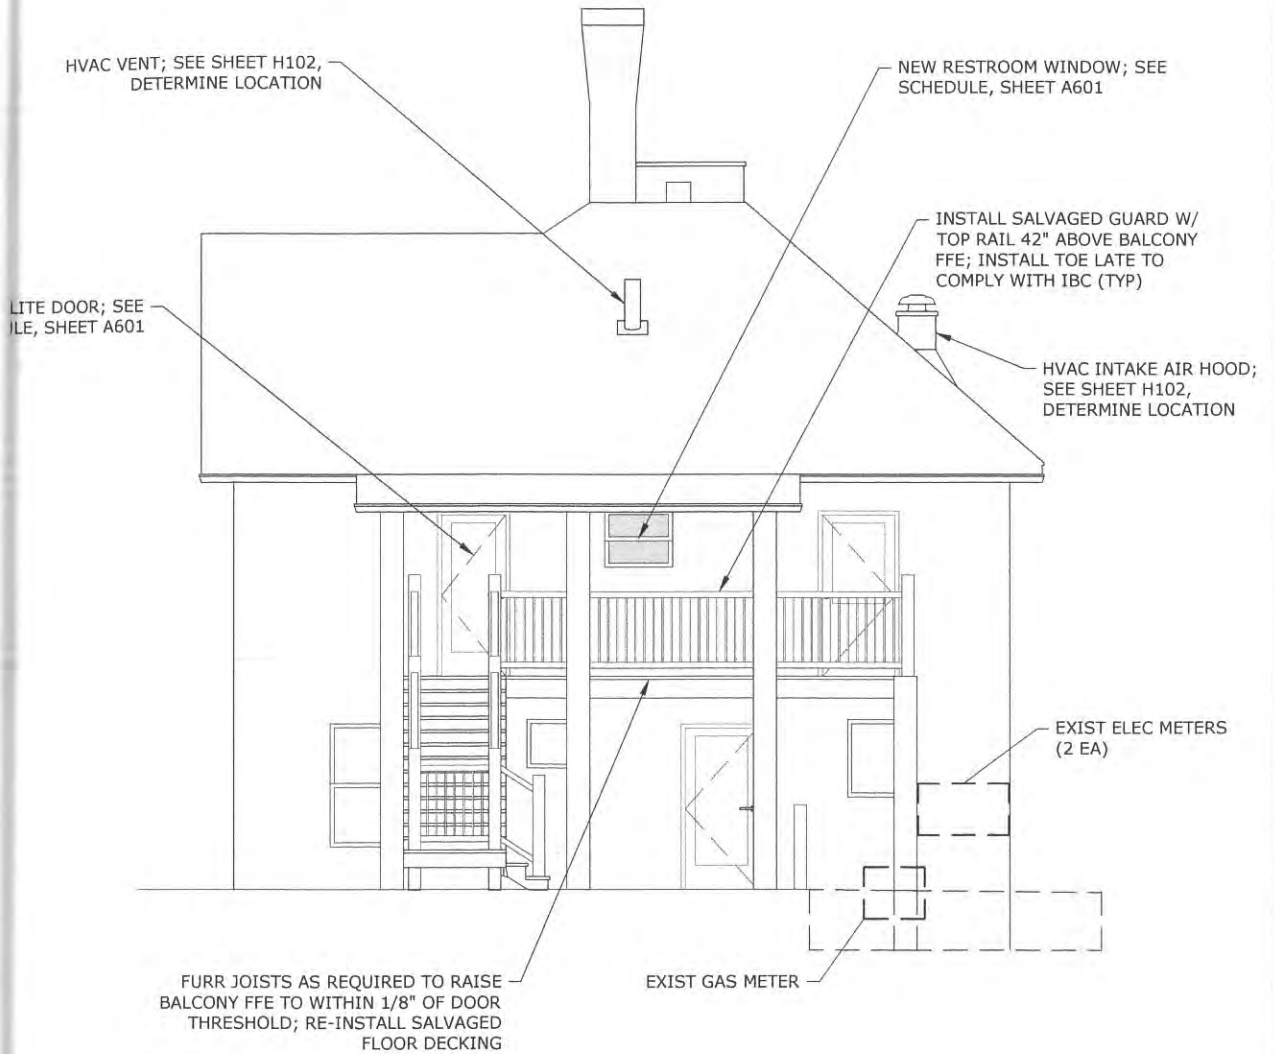 HVAC VENT; SEE SHEET H102,
DETERMINE LOCATION
NEW RESTROOM WINDOW; SEE
SCHEDULE, SHEET A601
INSTALL SALVAGED GUARD W/
TOP RAIL 42" ABOVE BALCONY
FFE; INSTALL TOE LATE TO
COMPLY WITH IBC (TYP)
LITE DOOR; SEE
LE, SHEET A601
HVAC INTAKE AIR HOOD;
SEE SHEET H102,
DETERMINE LOCATION
EXIST ELEC METERS
(2 EA)
FURR JOISTS AS REQUIRED TO RAISE
BALCONY FFE TO WITHIN 1/8" OF DOOR
THRESHOLD; RE-INSTALL SALVAGED
FLOOR DECKING
EXIST GAS METER